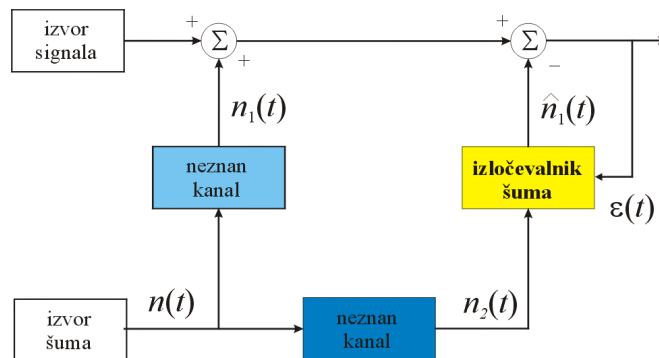 izvor
signala
+
Σ
+
+
Σ
−
n₁(t)
n̂₁(t)
neznan
kanal
izločevalnik
šuma
ε(t)
izvor
šuma
n(t)
neznan
kanal
n₂(t)